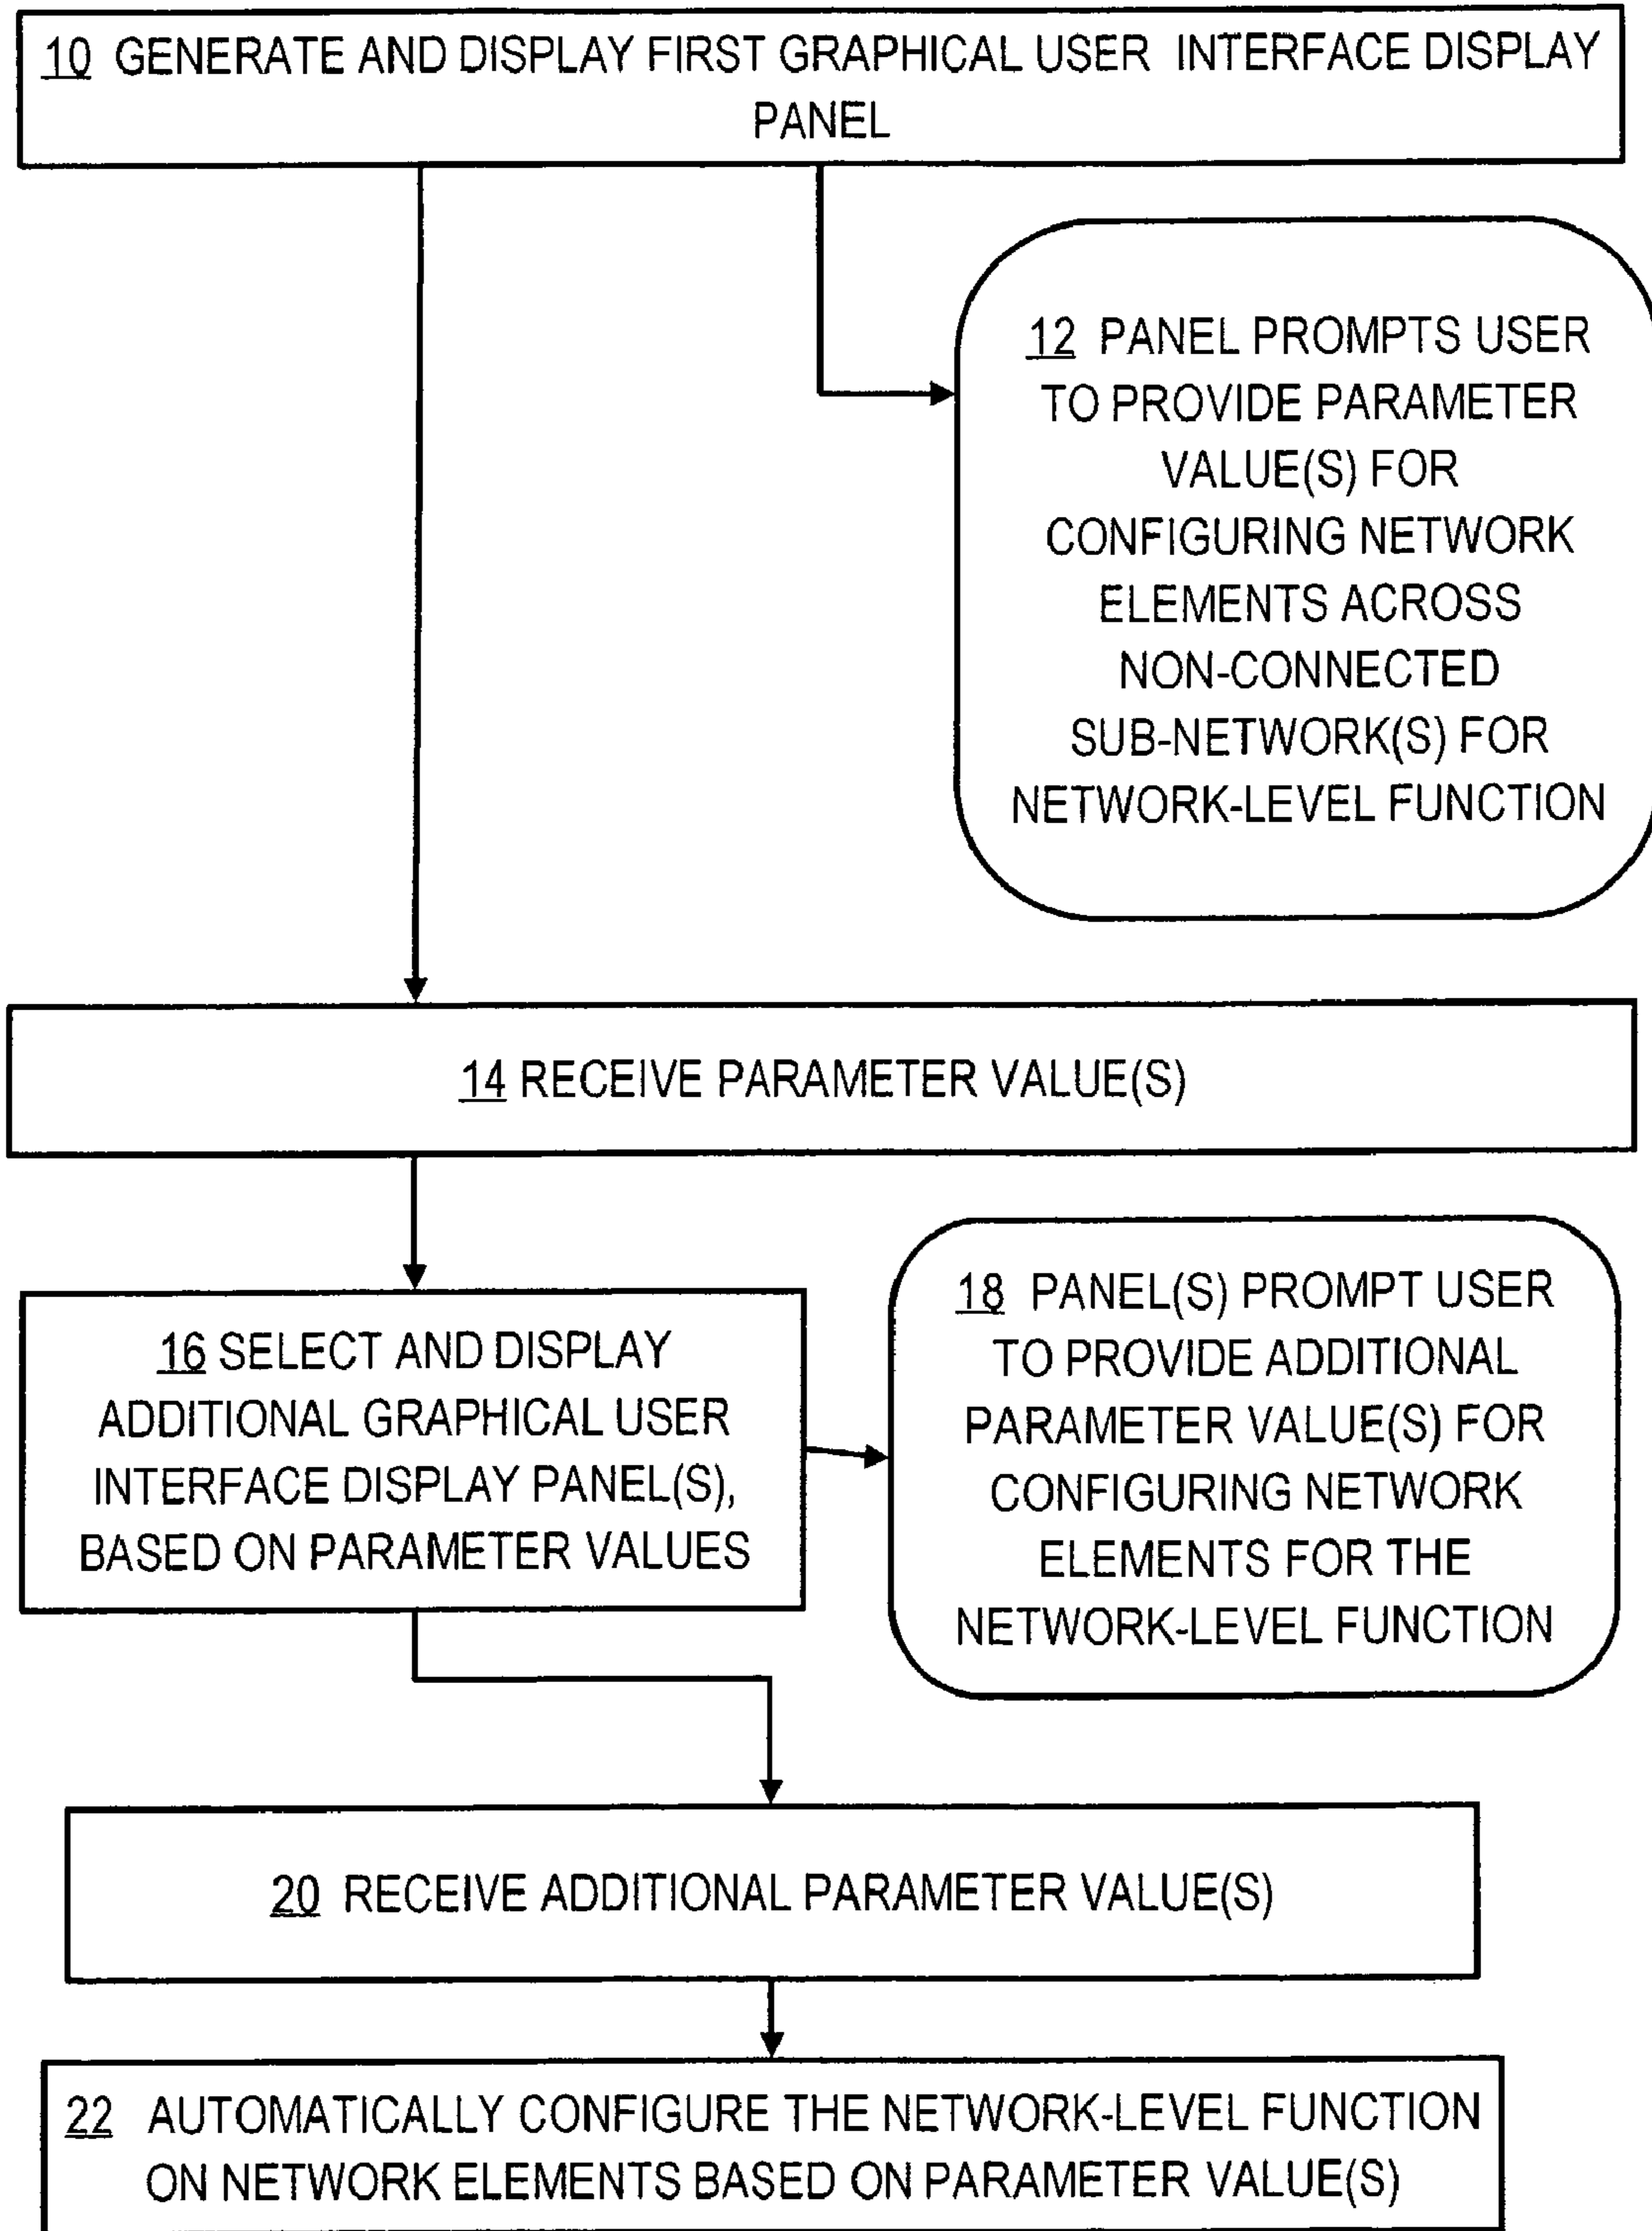 10 GENERATE AND DISPLAY FIRST GRAPHICAL USER INTERFACE DISPLAY
PANEL
12 PANEL PROMPTS USER
TO PROVIDE PARAMETER
VALUE(S) FOR
CONFIGURING NETWORK
ELEMENTS ACROSS
NON-CONNECTED
SUB-NETWORK(S) FOR
NETWORK-LEVEL FUNCTION
14 RECEIVE PARAMETER VALUE(S)
16 SELECT AND DISPLAY
ADDITIONAL GRAPHICAL USER
INTERFACE DISPLAY PANEL(S),
BASED ON PARAMETER VALUES
18 PANEL(S) PROMPT USER
TO PROVIDE ADDITIONAL
PARAMETER VALUE(S) FOR
CONFIGURING NETWORK
ELEMENTS FOR THE
NETWORK-LEVEL FUNCTION
20 RECEIVE ADDITIONAL PARAMETER VALUE(S)
22 AUTOMATICALLY CONFIGURE THE NETWORK-LEVEL FUNCTION
ON NETWORK ELEMENTS BASED ON PARAMETER VALUE(S)